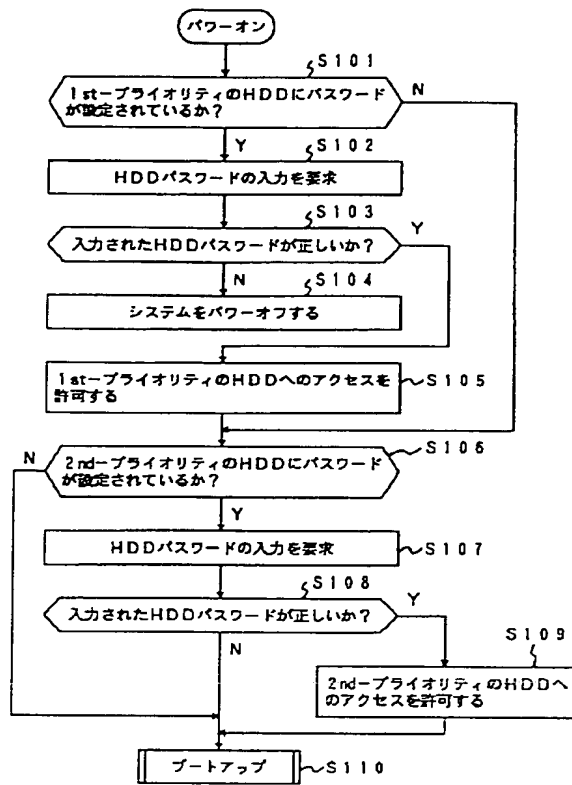 パワーオン
S101
1st-プライオリティのHDDにパスワード
が設定されているか?
N
Y
S102
HDDパスワードの入力を要求
S103
入力されたHDDパスワードが正しいか?
Y
N
S104
システムをパワーオフする
1st-プライオリティのHDDへのアクセスを
許可する
S105
N
S106
2nd-プライオリティのHDDにパスワード
が設定されているか?
Y
HDDパスワードの入力を要求
S107
S108
入力されたHDDパスワードが正しいか?
Y
N
S109
2nd-プライオリティのHDDへ
のアクセスを許可する
ブートアップ
S110